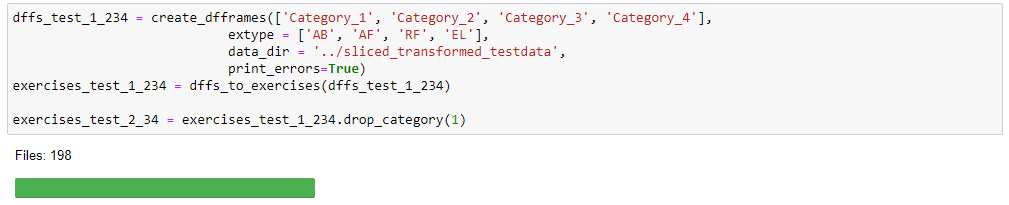 dffs_test_1_234 = create_dfframes(['Category_1', 'Category_2', 'Category_3', 'Category_4'],
extype = ['AB', 'AF', 'RF', 'EL'],
data_dir = '../sliced_transformed_testdata',
print_errors=True)
exercises_test_1_234 = dffs_to_exercises(dffs_test_1_234)
exercises_test_2_34 = exercises_test_1_234.drop_category(1)
Files: 198